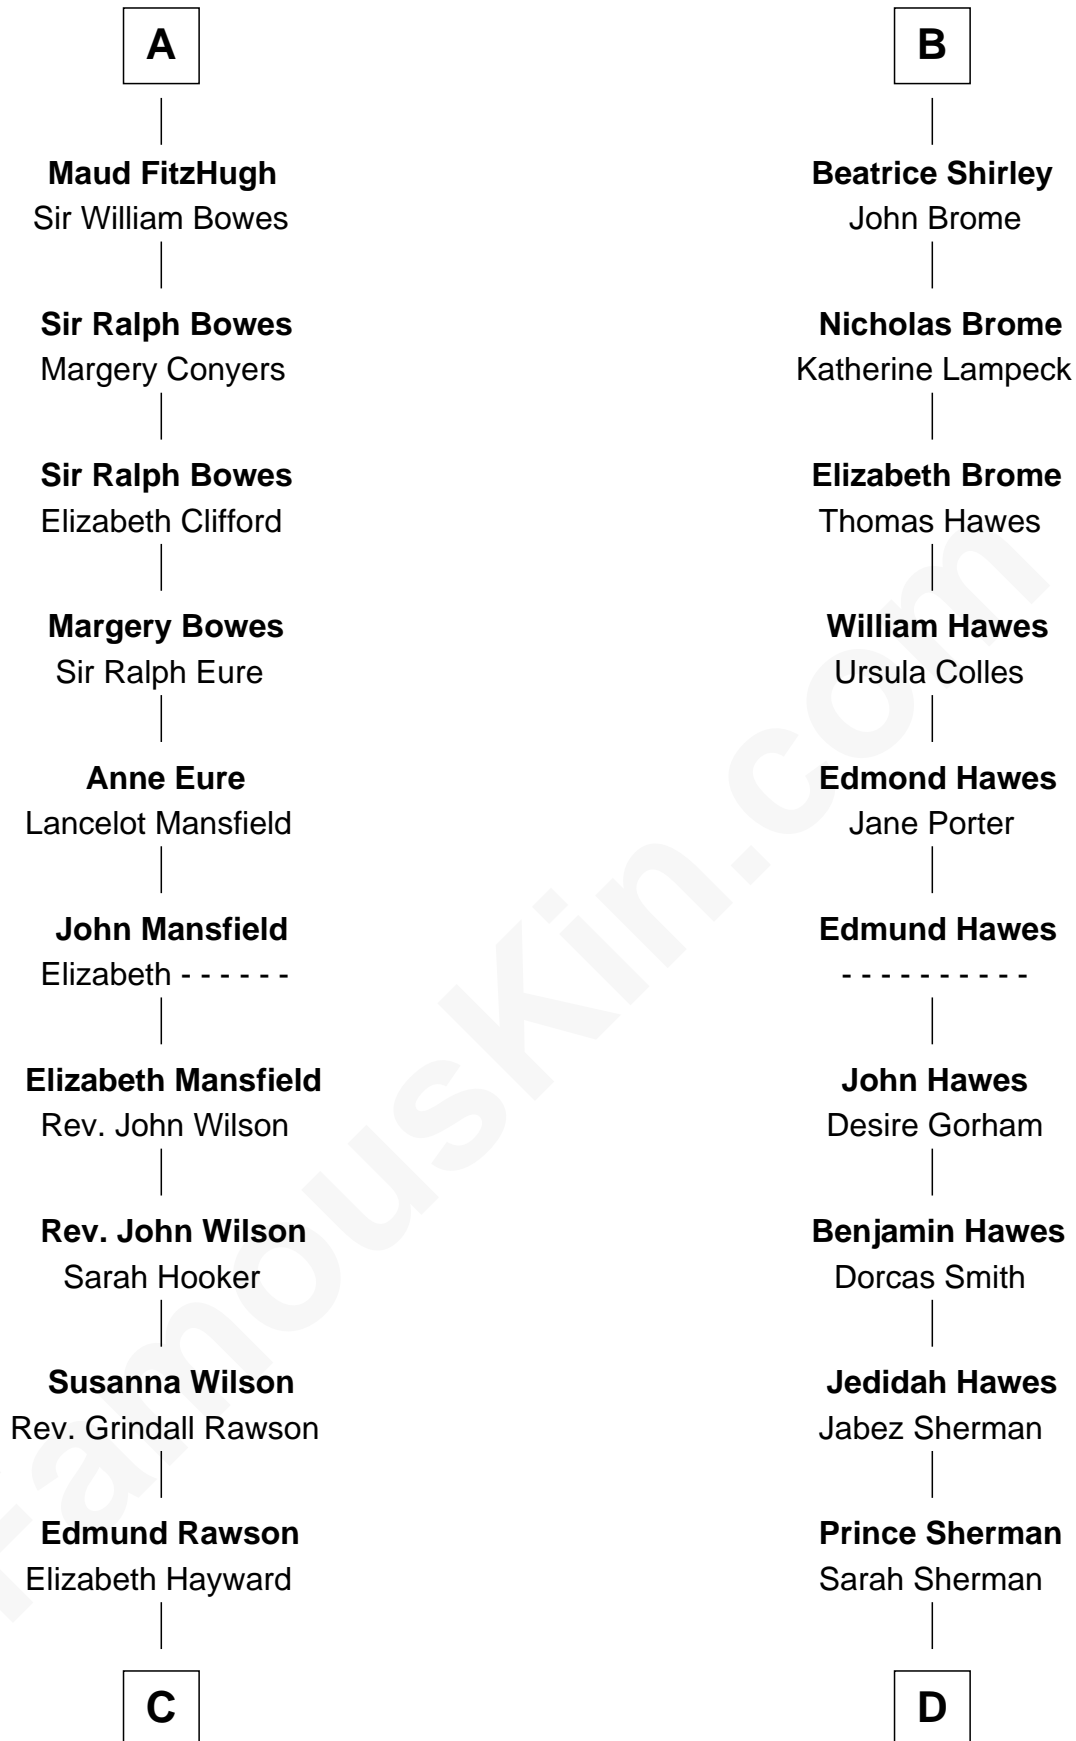 A
Maud FitzHugh
Sir William Bowes
Sir Ralph Bowes
Margery Conyers
Sir Ralph Bowes
Elizabeth Clifford
Margery Bowes
Sir Ralph Eure
Anne Eure
Lancelot Mansfield
John Mansfield
Elizabeth - - - - - -
Elizabeth Mansfield
Rev. John Wilson
Rev. John Wilson
Sarah Hooker
Susanna Wilson
Rev. Grindall Rawson
Edmund Rawson
Elizabeth Hayward
C
B
Beatrice Shirley
John Brome
Nicholas Brome
Katherine Lampeck
Elizabeth Brome
Thomas Hawes
William Hawes
Ursula Colles
Edmond Hawes
Jane Porter
Edmund Hawes
- - - - - - - - - -
John Hawes
Desire Gorham
Benjamin Hawes
Dorcas Smith
Jedidah Hawes
Jabez Sherman
Prince Sherman
Sarah Sherman
D
FamousKin.com